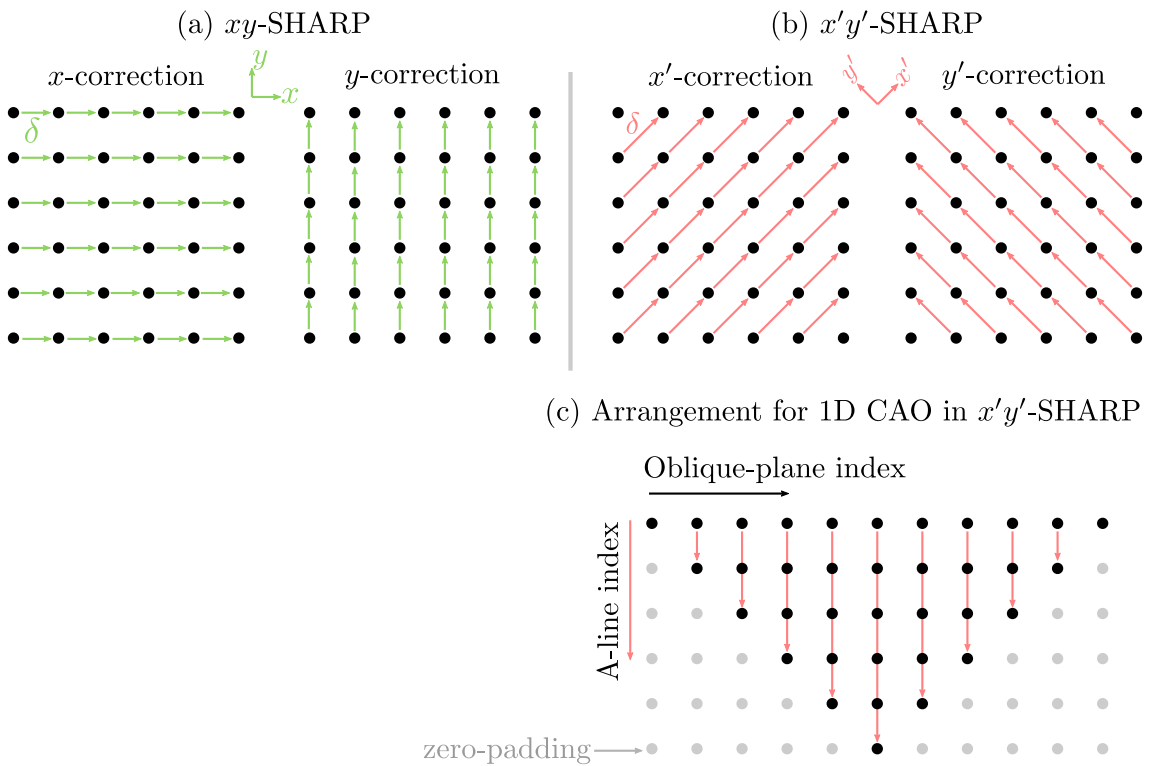 (a) xy-SHARP
(b) x′y′-SHARP
x-correction
y
x
y-correction
δ
x′-correction
y′
x′
y′-correction
δ
(c) Arrangement for 1D CAO in x′y′-SHARP
Oblique-plane index
A-line index
zero-padding